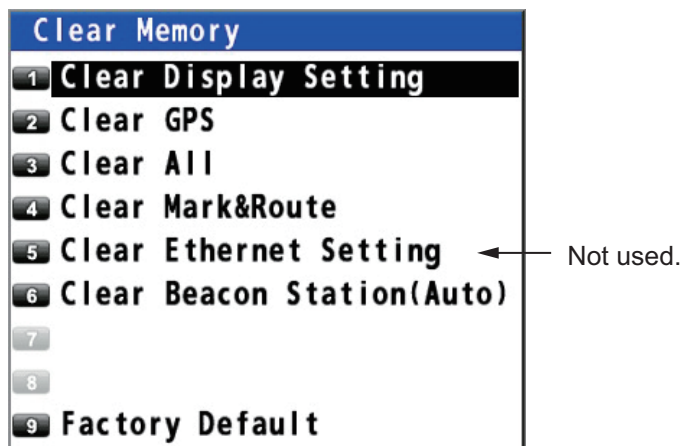 Clear Memory
1 Clear Display Setting
2 Clear GPS
3 Clear All
4 Clear Mark&Route
5 Clear Ethernet Setting Not used.
6 Clear Beacon Station(Auto)
7
8
9 Factory Default